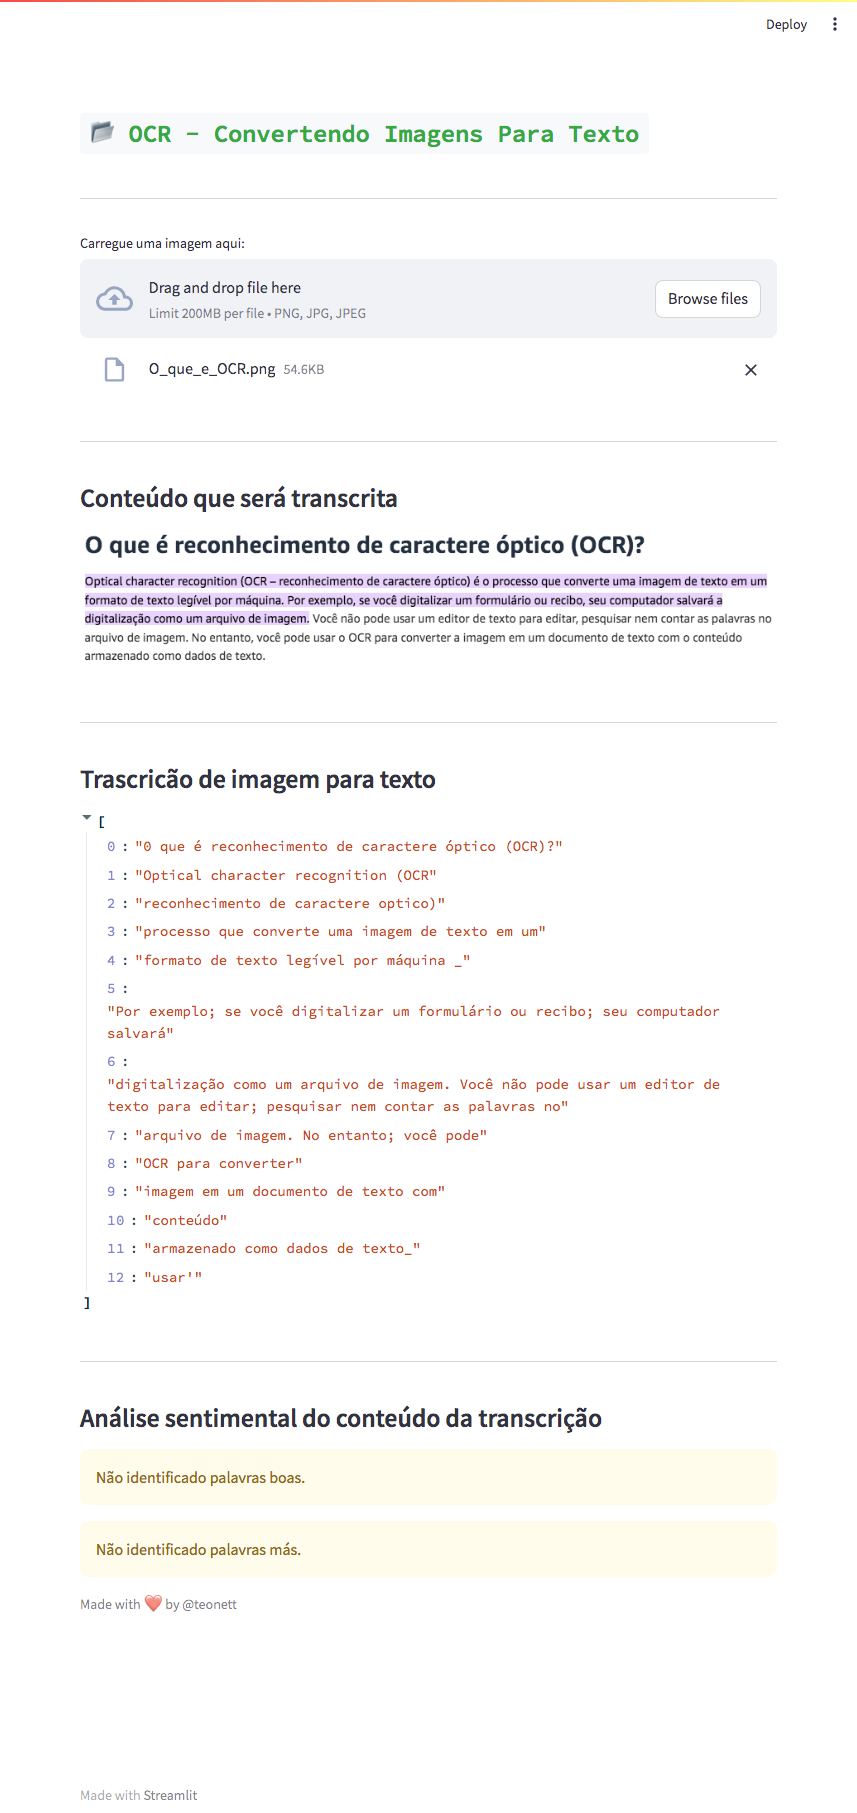 Deploy
OCR - Convertendo Imagens Para Texto
Carregue uma imagem aqui:
Drag and drop file here
Limit 200MB per file • PNG, JPG, JPEG
Browse files
O_que_e_OCR.png 54.6KB
Conteúdo que será transcrita
O que é reconhecimento de caractere óptico (OCR)?
Optical character recognition (OCR – reconhecimento de caractere óptico) é o processo que converte uma imagem de texto em um
formato de texto legível por máquina. Por exemplo, se você digitalizar um formulário ou recibo, seu computador salvará a
digitalização como um arquivo de imagem. Você não pode usar um editor de texto para editar, pesquisar nem contar as palavras no
arquivo de imagem. No entanto, você pode usar o OCR para converter a imagem em um documento de texto com o conteúdo
armazenado como dados de texto.
Trascricão de imagem para texto
[
0 : "0 que é reconhecimento de caractere óptico (OCR)?"
1 : "Optical character recognition (OCR"
2 : "reconhecimento de caractere optico)"
3 : "processo que converte uma imagem de texto em um"
4 : "formato de texto legível por máquina _"
5 :
"Por exemplo; se você digitalizar um formulário ou recibo; seu computador
salvará"
6 :
"digitalização como um arquivo de imagem. Você não pode usar um editor de
texto para editar; pesquisar nem contar as palavras no"
7 : "arquivo de imagem. No entanto; você pode"
8 : "OCR para converter"
9 : "imagem em um documento de texto com"
10 : "conteúdo"
11 : "armazenado como dados de texto_"
12 : "usar'"
]
Análise sentimental do conteúdo da transcrição
Não identificado palavras boas.
Não identificado palavras más.
Made with ❤️ by @teonett
Made with Streamlit